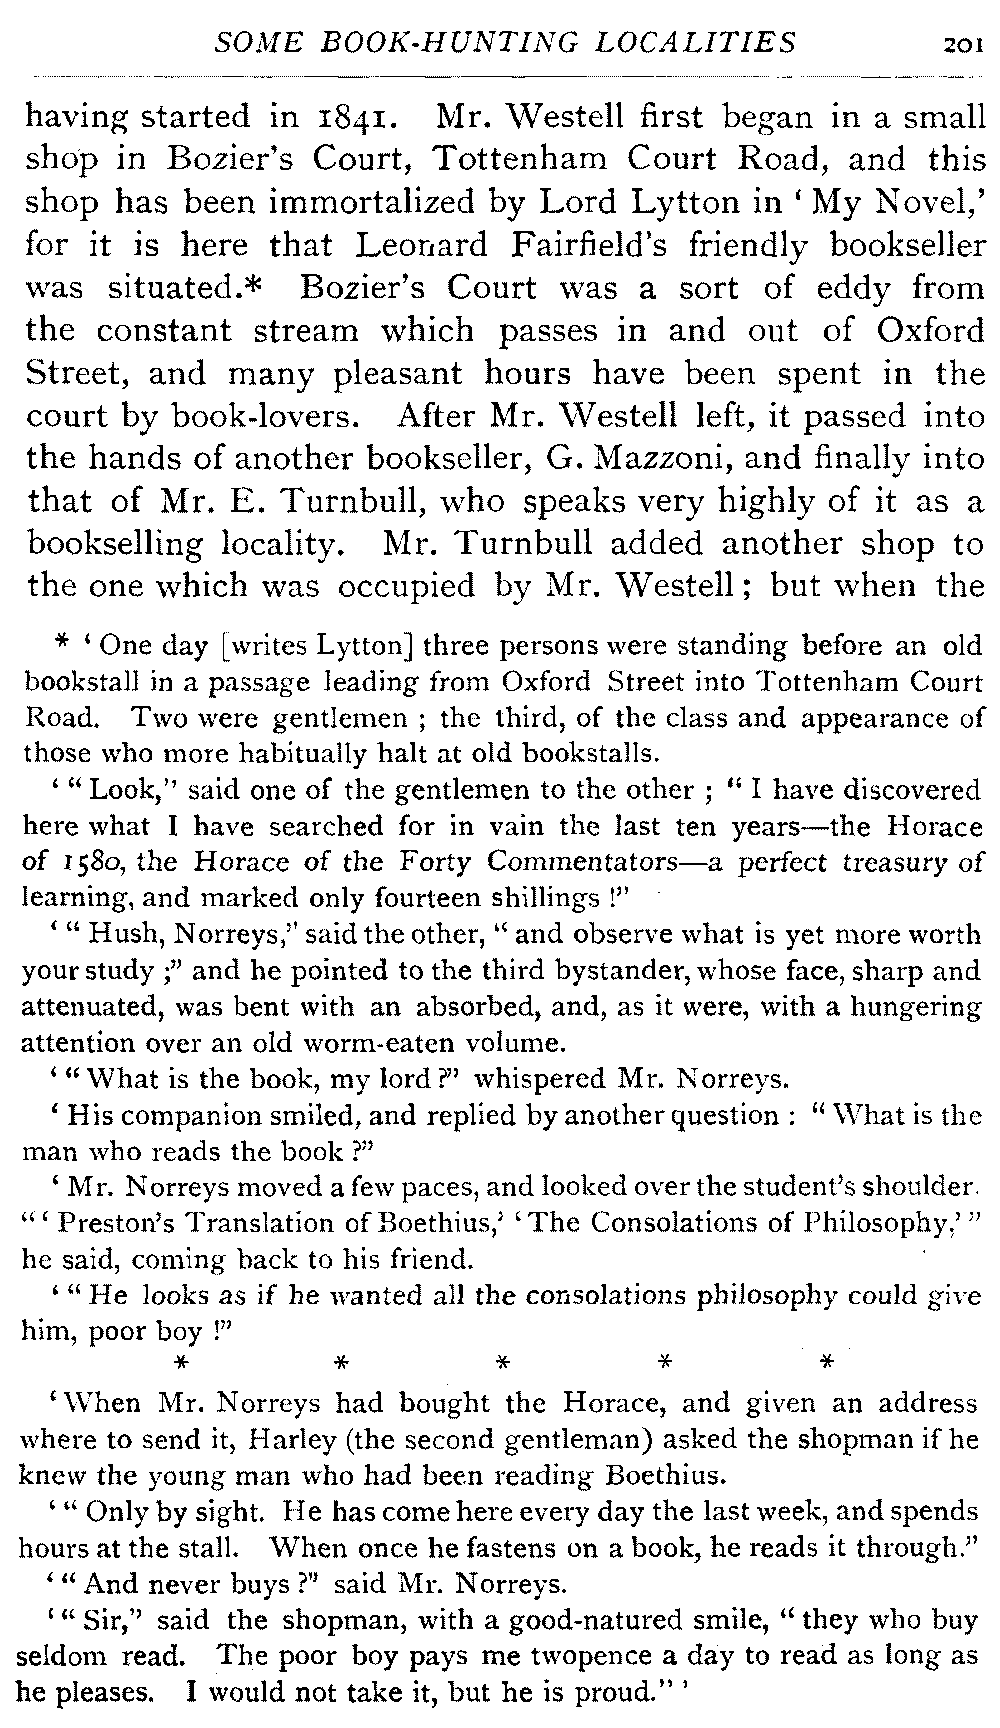 SOME BOOK-HUNTING LOCALITIES 201
having started in 1841. Mr. Westell first began in a small
shop in Bozier's Court, Tottenham Court Road, and this
shop has been immortalized by Lord Lytton in ‘My Novel,’
for it is here that Leonard Fairfield's friendly bookseller
was situated.* Bozier's Court was a sort of eddy from
the constant stream which passes in and out of Oxford
Street, and many pleasant hours have been spent in the
court by book-lovers. After Mr. Westell left, it passed into
the hands of another bookseller, G. Mazzoni, and finally into
that of Mr. E. Turnbull, who speaks very highly of it as a
bookselling locality. Mr. Turnbull added another shop to
the one which was occupied by Mr. Westell; but when the
* ‘One day [writes Lytton] three persons were standing before an old
bookstall in a passage leading from Oxford Street into Tottenham Court
Road. Two were gentlemen; the third, of the class and appearance of
those who more habitually halt at old bookstalls.
‘“Look,” said one of the gentlemen to the other; “I have discovered
here what I have searched for in vain the last ten years—the Horace
of 1580, the Horace of the Forty Commentators—a perfect treasury of
learning, and marked only fourteen shillings!”
‘“Hush, Norreys,” said the other, “and observe what is yet more worth
your study;” and he pointed to the third bystander, whose face, sharp and
attenuated, was bent with an absorbed, and, as it were, with a hungering
attention over an old worm-eaten volume.
‘“What is the book, my lord?” whispered Mr. Norreys.
‘His companion smiled, and replied by another question: “What is the
man who reads the book?”
‘Mr. Norreys moved a few paces, and looked over the student's shoulder.
“‘Preston's Translation of Boethius,’ ‘The Consolations of Philosophy,’”
he said, coming back to his friend.
‘“He looks as if he wanted all the consolations philosophy could give
him, poor boy!”
* * * * *
‘When Mr. Norreys had bought the Horace, and given an address
where to send it, Harley (the second gentleman) asked the shopman if he
knew the young man who had been reading Boethius.
‘“Only by sight. He has come here every day the last week, and spends
hours at the stall. When once he fastens on a book, he reads it through.”
‘“And never buys?” said Mr. Norreys.
‘“Sir,” said the shopman, with a good-natured smile, “they who buy
seldom read. The poor boy pays me twopence a day to read as long as
he pleases. I would not take it, but he is proud.”’